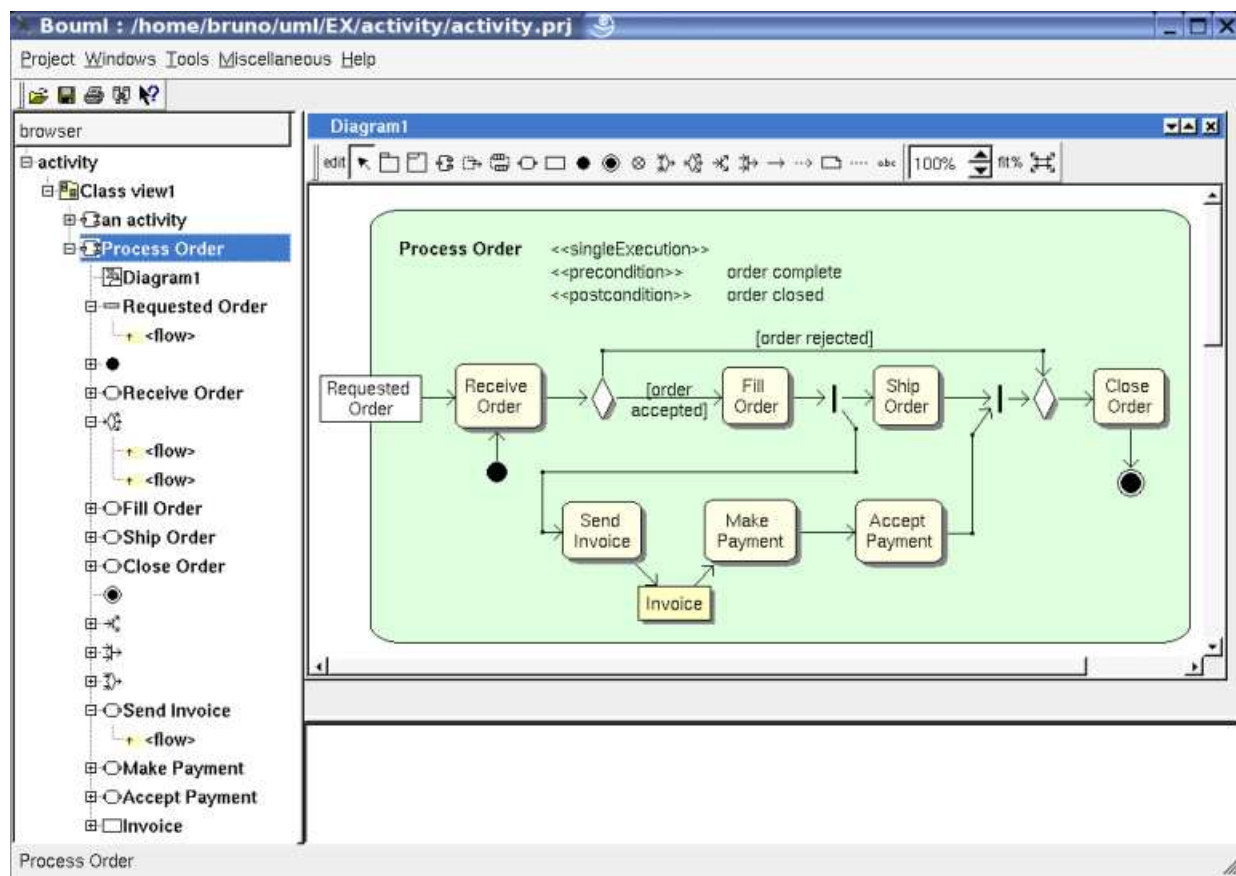 Bouml : /home/bruno/uml/EX/activity/activity.prj
Project Windows Tools Miscellaneous Help
browser
activity
Class view1
an activity
Process Order
Diagram1
Requested Order
<flow>
Receive Order
<flow>
<flow>
Fill Order
Ship Order
Close Order
Send Invoice
<flow>
Make Payment
Accept Payment
Invoice
Diagram1
edit
abc
100%
fit%
Process Order <<singleExecution>>
<<precondition>> order complete
<<postcondition>> order closed
[order rejected]
Requested
Order
Receive
Order
[order
accepted]
Fill
Order
Ship
Order
Close
Order
Send
Invoice
Make
Payment
Accept
Payment
Invoice
Process Order